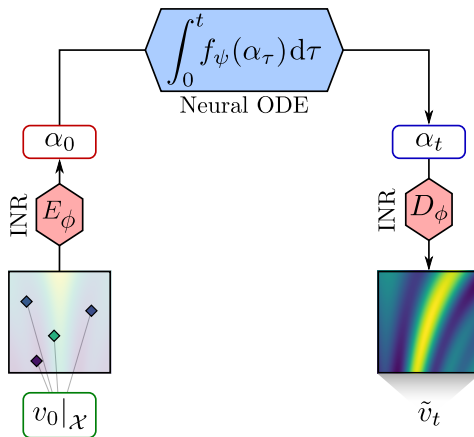 ∫₀ᵗ f_ψ(α_τ) dτ
Neural ODE
α₀
α_t
INR
E_ϕ
INR
D_ϕ
v₀|_𝒳
ṽ_t